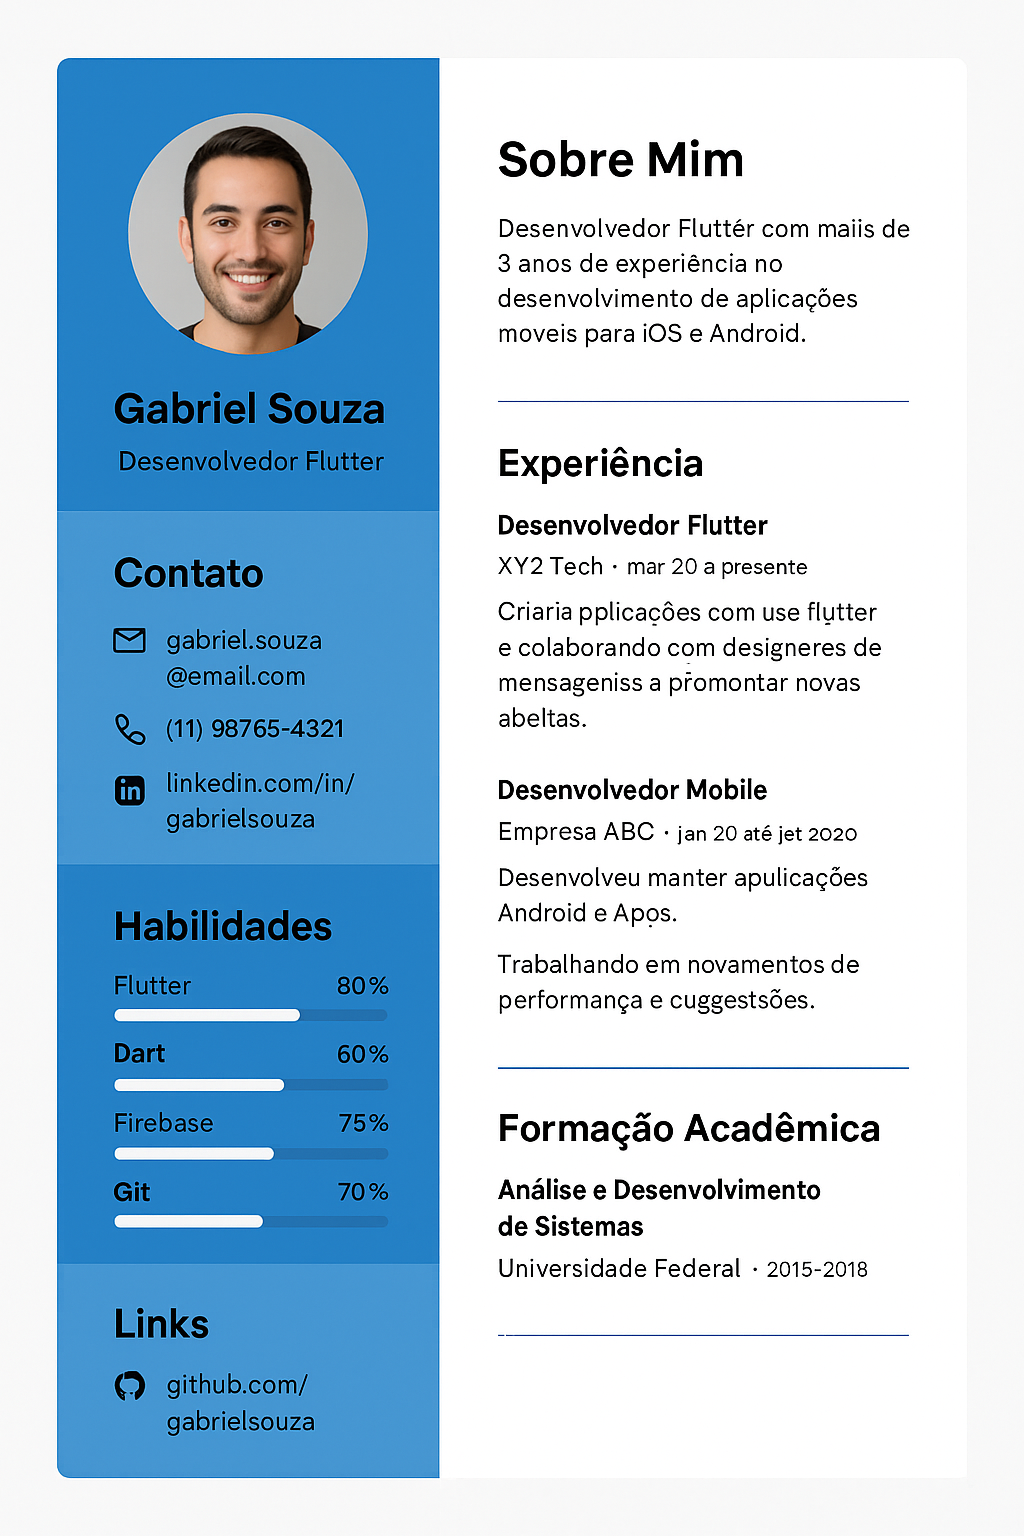 Gabriel Souza
Desenvolvedor Flutter
Contato
gabriel.souza
@email.com
(11) 98765-4321
linkedin.com/in/
gabrielsouza
Habilidades
Flutter 80%
Dart 60%
Firebase 75%
Git 70%
Links
github.com/
gabrielsouza
Sobre Mim
Desenvolvedor Fluttér com maiis de
3 anos de experiência no
desenvolvimento de aplicações
moveis para iOS e Android.
Experiência
Desenvolvedor Flutter
XY2 Tech · mar 20 a presente
Criaria pplicaçôes com use flụtter
e colaborando com designeres de
mensageniss a promontar novas
abeltas.
Desenvolvedor Mobile
Empresa ABC · jan 20 até jet 2020
Desenvolveu manter apulicações
Android e Apọs.
Trabalhando em novamentos de
performança e cuggestsões.
Formação Acadêmica
Análise e Desenvolvimento
de Sistemas
Universidade Federal · 2015-2018